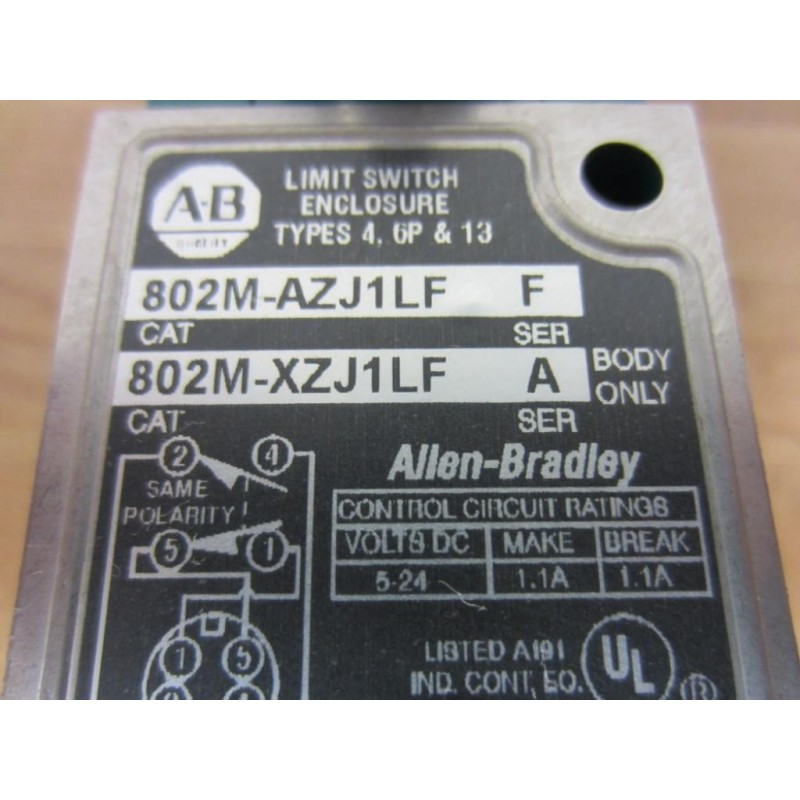 A-B
QUALITY
LIMIT SWITCH
ENCLOSURE
TYPES 4, 6P & 13
802M-AZJ1LF F
CAT SER
802M-XZJ1LF A
BODY
ONLY
CAT SER
2 4
SAME
POLARITY
5 1
Allen-Bradley
CONTROL CIRCUIT RATINGS
VOLTS DC MAKE BREAK
5-24 1.1A 1.1A
1 5
LISTED A191
IND. CONT. EQ.
UL
®